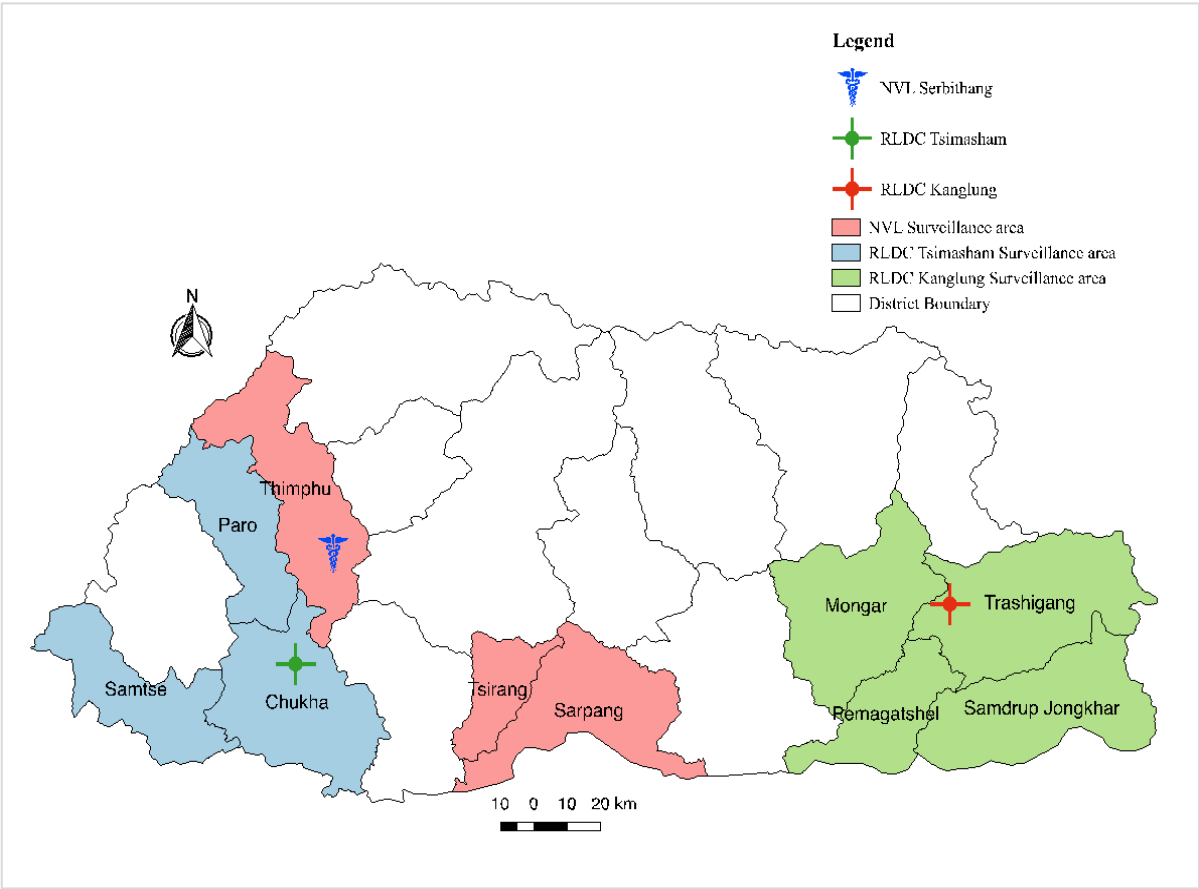 Legend
NVL Serbithang
RLDC Tsimasham
RLDC Kanglung
NVL Surveillance area
RLDC Tsimasham Surveillance area
RLDC Kanglung Surveillance area
District Boundary
N
Thimphu
Paro
Mongar
Trashigang
Samtse
Chukha
Tsirang
Sarpang
Pemagatshel
Samdrup Jongkhar
10 0 10 20 km